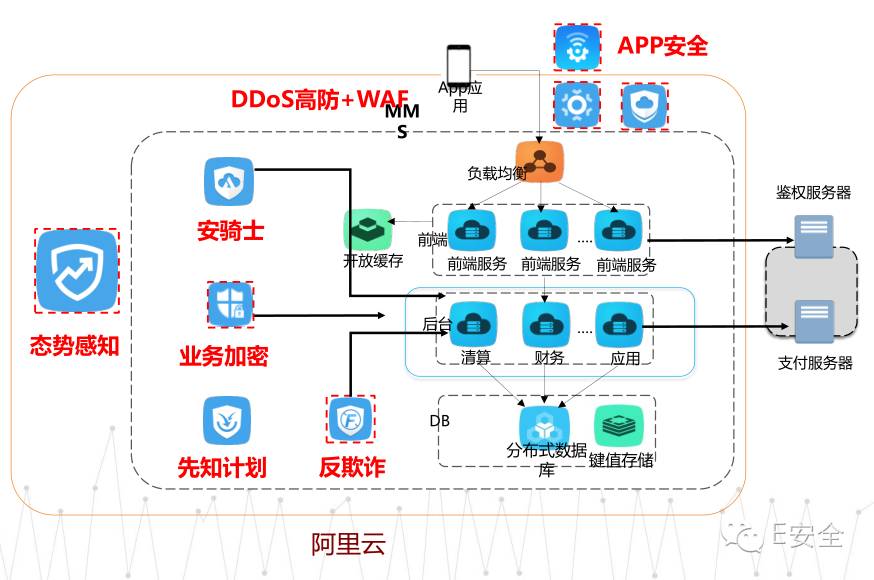 APP安全
App应
用
DDoS高防+WAF
MM
S
负载均衡
鉴权服务器
安骑士
前端
开放缓存
前端服务
前端服务
....
前端服务
态势感知
业务加密
后台
清算
财务
....
应用
支付服务器
DB
分布式数据
库
键值存储
F
先知计划
反欺诈
阿里云
E安全